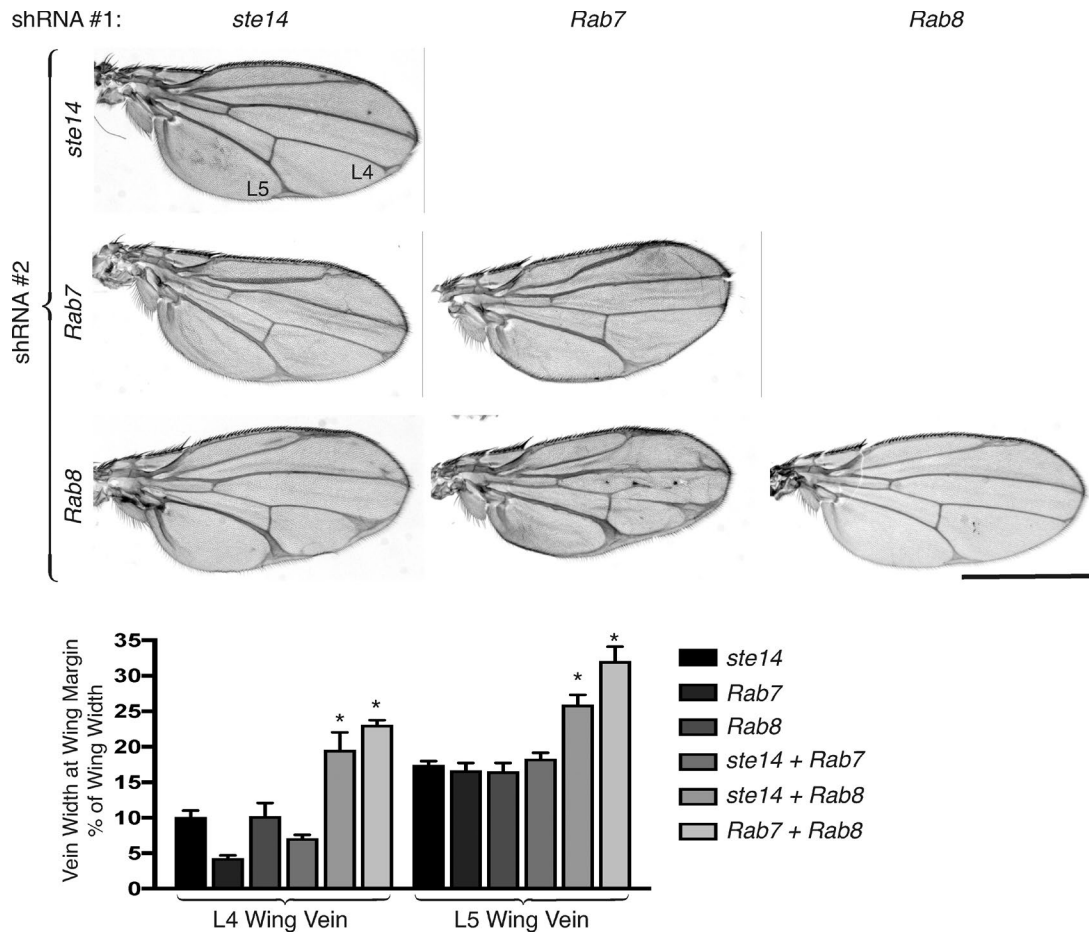 shRNA #1: ste14 Rab7 Rab8
shRNA #2
ste14
L5
L4
Rab7
Rab8
Vein Width at Wing Margin
% of Wing Width
35
30
25
20
15
10
5
0
* *
* *
L4 Wing Vein
L5 Wing Vein
ste14
Rab7
Rab8
ste14 + Rab7
ste14 + Rab8
Rab7 + Rab8